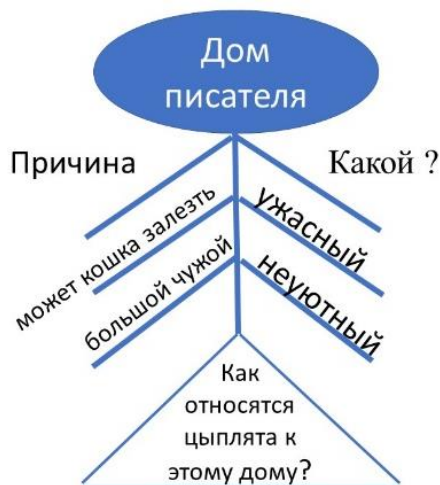 Дом
писателя
Причина
Какой ?
может кошка залезть
ужасный
большой чужой
неуютный
Как
относятся
цыплята к
этому дому?